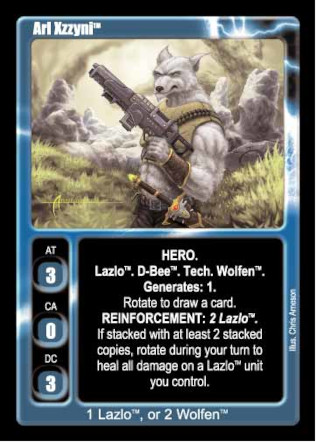 Arl Xzzyni™
AT
3
CA
0
DC
3
HERO.
Lazlo™. D-Bee™. Tech. Wolfen™.
Generates: 1.
Rotate to draw a card.
REINFORCEMENT: 2 Lazlo™.
If stacked with at least 2 stacked
copies, rotate during your turn to
heal all damage on a Lazlo™ unit
you control.
Illus. Chris Arneson
1 Lazlo™, or 2 Wolfen™